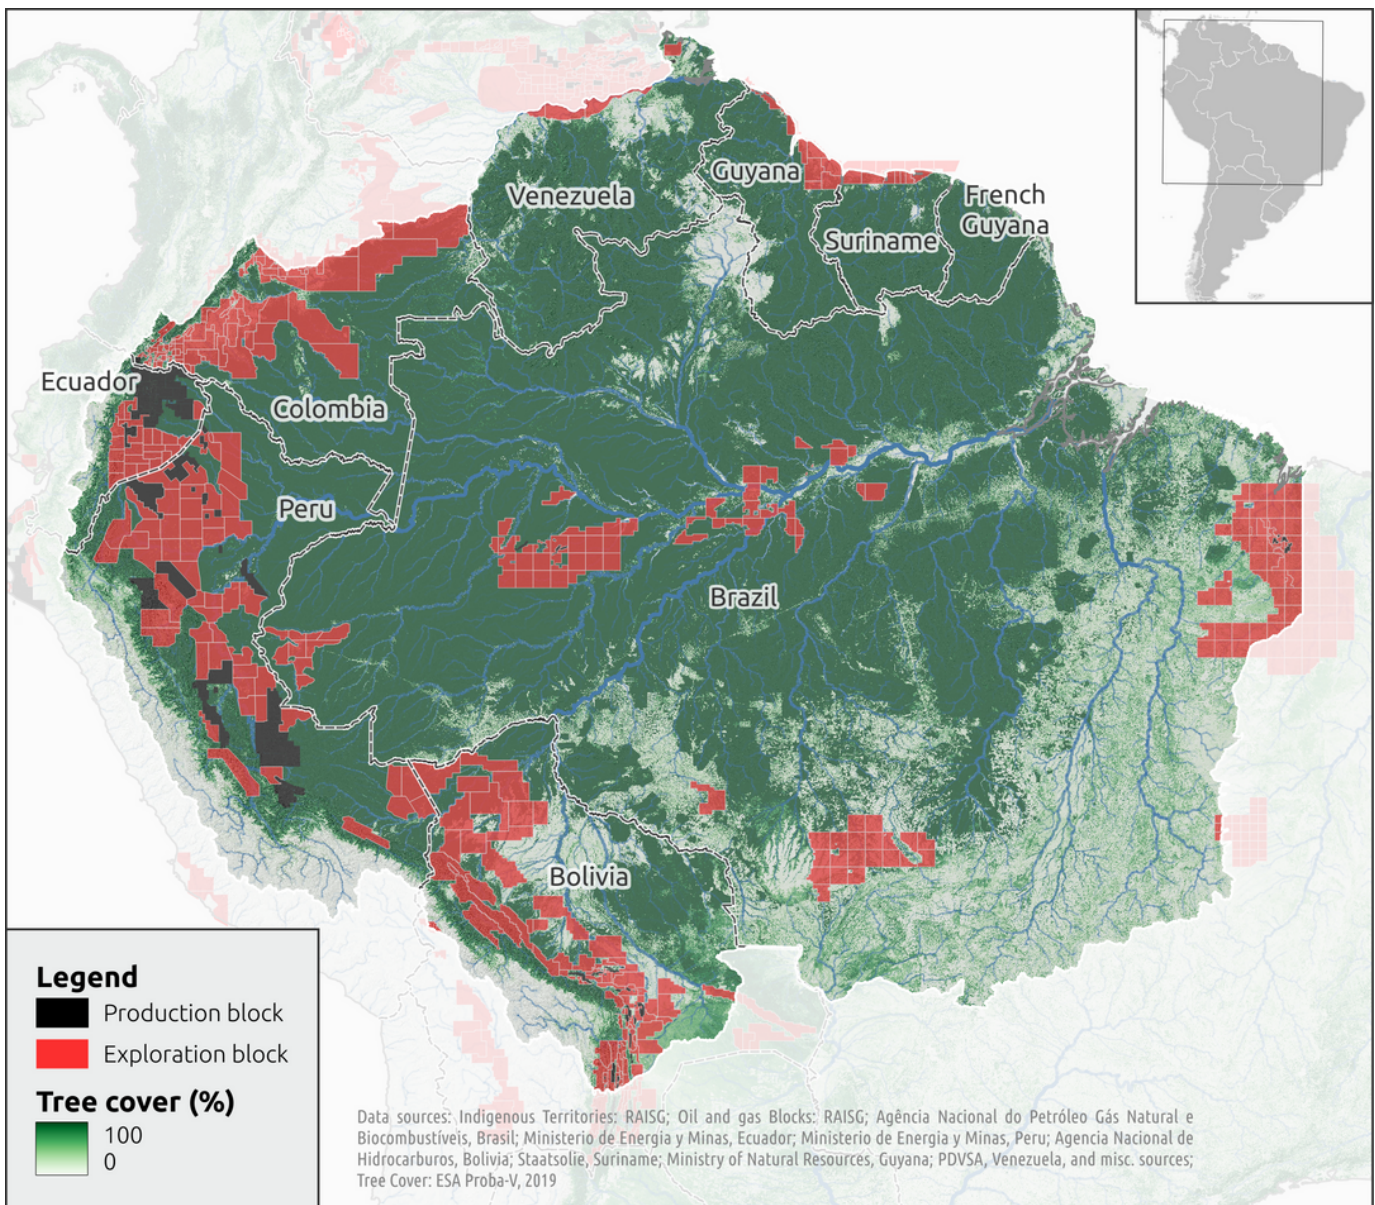 Venezuela
Guyana
French
Guyana
Suriname
Ecuador
Colombia
Peru
Brazil
Bolivia
Legend
Production block
Exploration block
Tree cover (%)
100
0
Data sources: Indigenous Territories: RAISG; Oil and gas Blocks: RAISG; Agência Nacional do Petróleo Gás Natural e
Biocombustíveis, Brasil; Ministerio de Energia y Minas, Ecuador; Ministerio de Energia y Minas, Peru; Agencia Nacional de
Hidrocarburos, Bolivia; Staatsolie, Suriname; Ministry of Natural Resources, Guyana; PDVSA, Venezuela, and misc. sources;
Tree Cover: ESA Proba-V, 2019